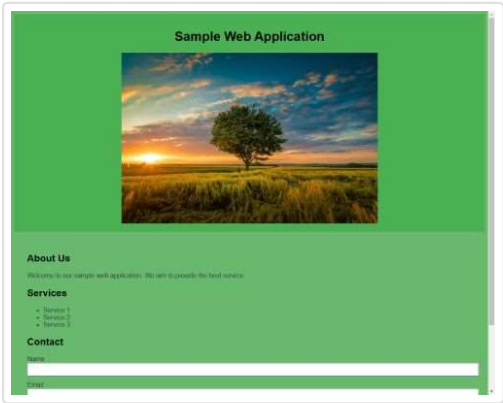 Sample Web Application
About Us
Welcome to our sample web application. We aim to provide the best service.
Services
Service 1
Service 2
Service 3
Contact
Name
Email